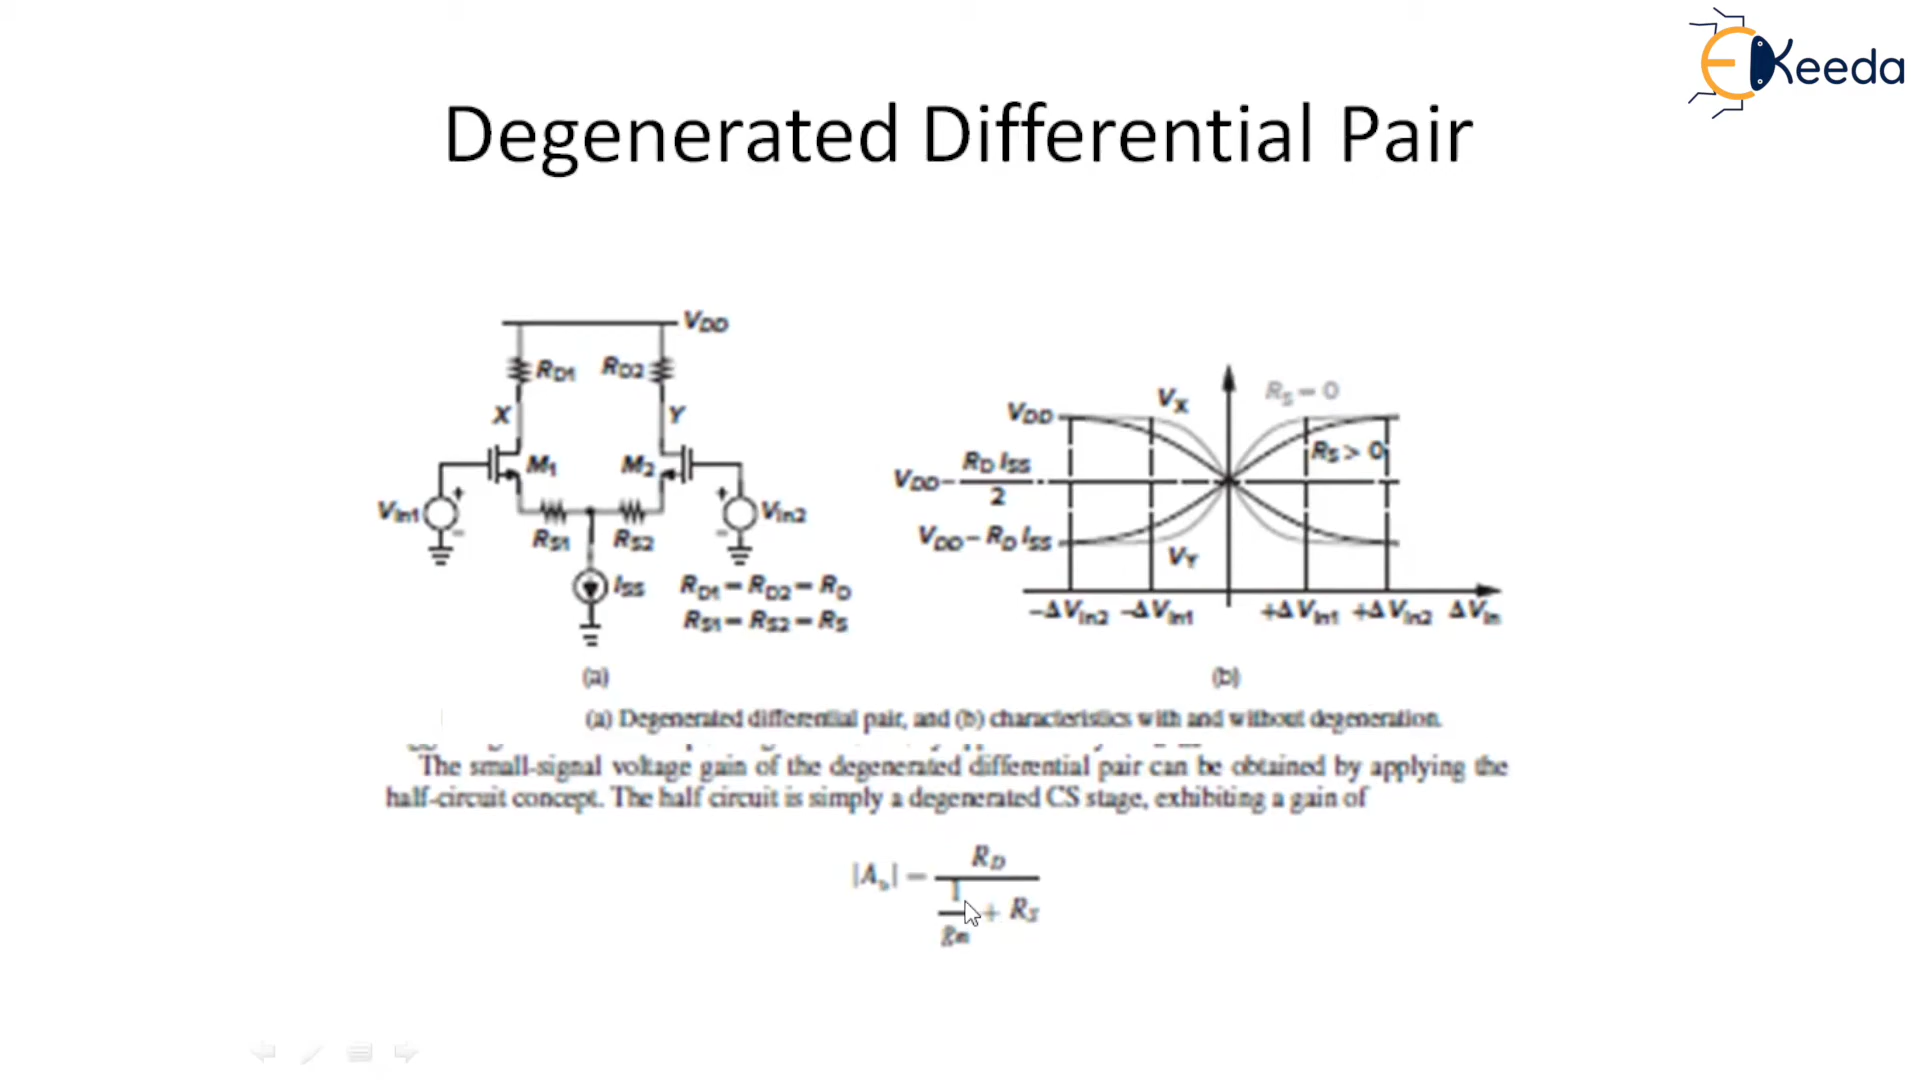 EKeeda
Degenerated Differential Pair
VDD
RD1 RD2
X Y
M1 M2
Vin1 + − + − Vin2
RS1 RS2
ISS
RD1 = RD2 = RD
RS1 = RS2 = RS
(a)
VX RS = 0
VDD
RS > 0
VDD − RD ISS / 2
VDD − RD ISS
VY
−ΔVin2 −ΔVin1 +ΔVin1 +ΔVin2 ΔVin
(b)
(a) Degenerated differential pair, and (b) characteristics with and without degeneration.
The small-signal voltage gain of the degenerated differential pair can be obtained by applying the
half-circuit concept. The half circuit is simply a degenerated CS stage, exhibiting a gain of
|Av| = RD / (1/gm + RS)